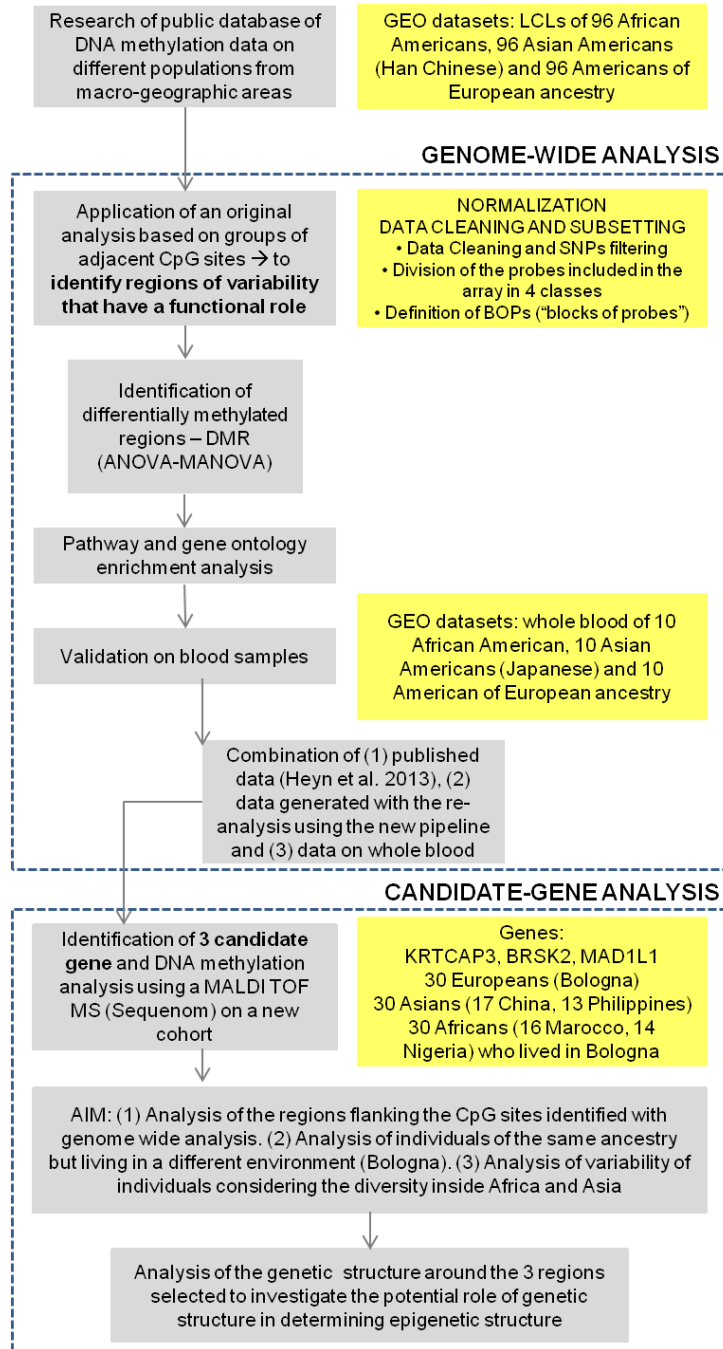 Research of public database of
DNA methylation data on
different populations from
macro-geographic areas
GEO datasets: LCLs of 96 African
Americans, 96 Asian Americans
(Han Chinese) and 96 Americans of
European ancestry
GENOME-WIDE ANALYSIS
Application of an original
analysis based on groups of
adjacent CpG sites → to
identify regions of variability
that have a functional role
NORMALIZATION
DATA CLEANING AND SUBSETTING
• Data Cleaning and SNPs filtering
• Division of the probes included in the
array in 4 classes
• Definition of BOPs ("blocks of probes")
Identification of
differentially methylated
regions – DMR
(ANOVA-MANOVA)
Pathway and gene ontology
enrichment analysis
Validation on blood samples
GEO datasets: whole blood of 10
African American, 10 Asian
Americans (Japanese) and 10
American of European ancestry
Combination of (1) published
data (Heyn et al. 2013), (2)
data generated with the re-
analysis using the new pipeline
and (3) data on whole blood
CANDIDATE-GENE ANALYSIS
Identification of 3 candidate
gene and DNA methylation
analysis using a MALDI TOF
MS (Sequenom) on a new
cohort
Genes:
KRTCAP3, BRSK2, MAD1L1
30 Europeans (Bologna)
30 Asians (17 China, 13 Philippines)
30 Africans (16 Marocco, 14
Nigeria) who lived in Bologna
AIM: (1) Analysis of the regions flanking the CpG sites identified with
genome wide analysis. (2) Analysis of individuals of the same ancestry
but living in a different environment (Bologna). (3) Analysis of variability of
individuals considering the diversity inside Africa and Asia
Analysis of the genetic structure around the 3 regions
selected to investigate the potential role of genetic
structure in determining epigenetic structure